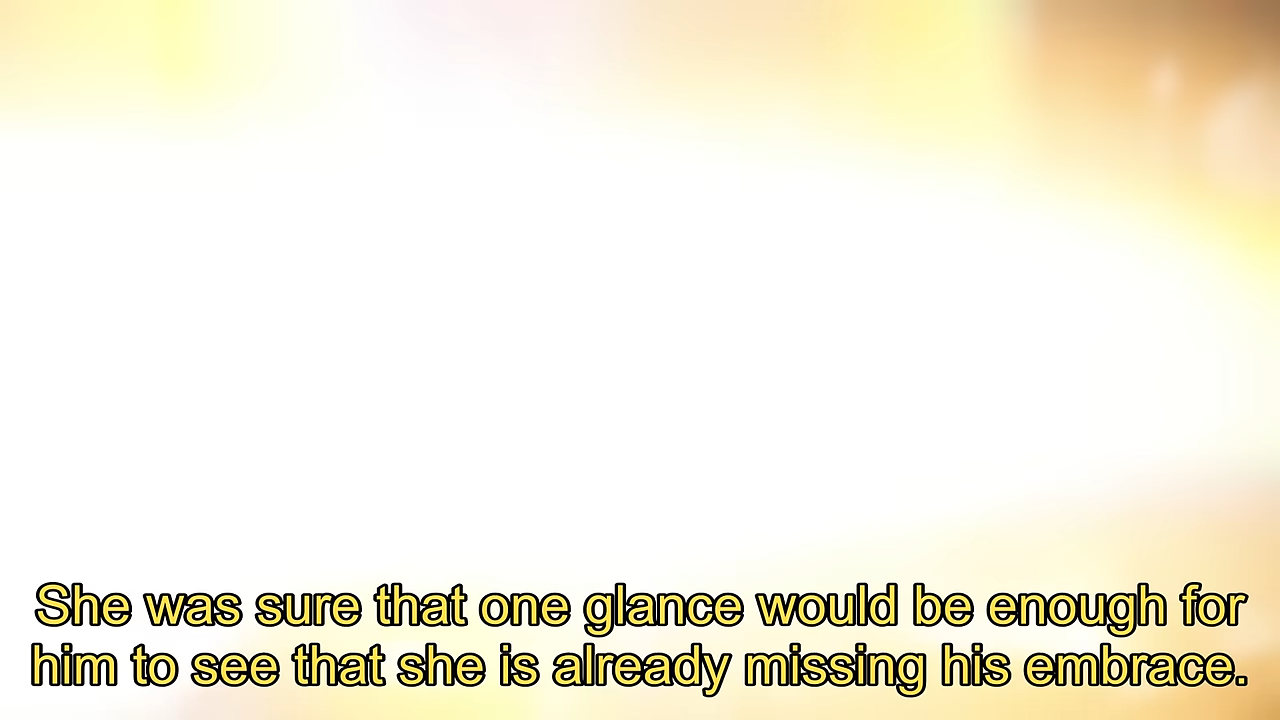 She was sure that one glance would be enough for
him to see that she is already missing his embrace.